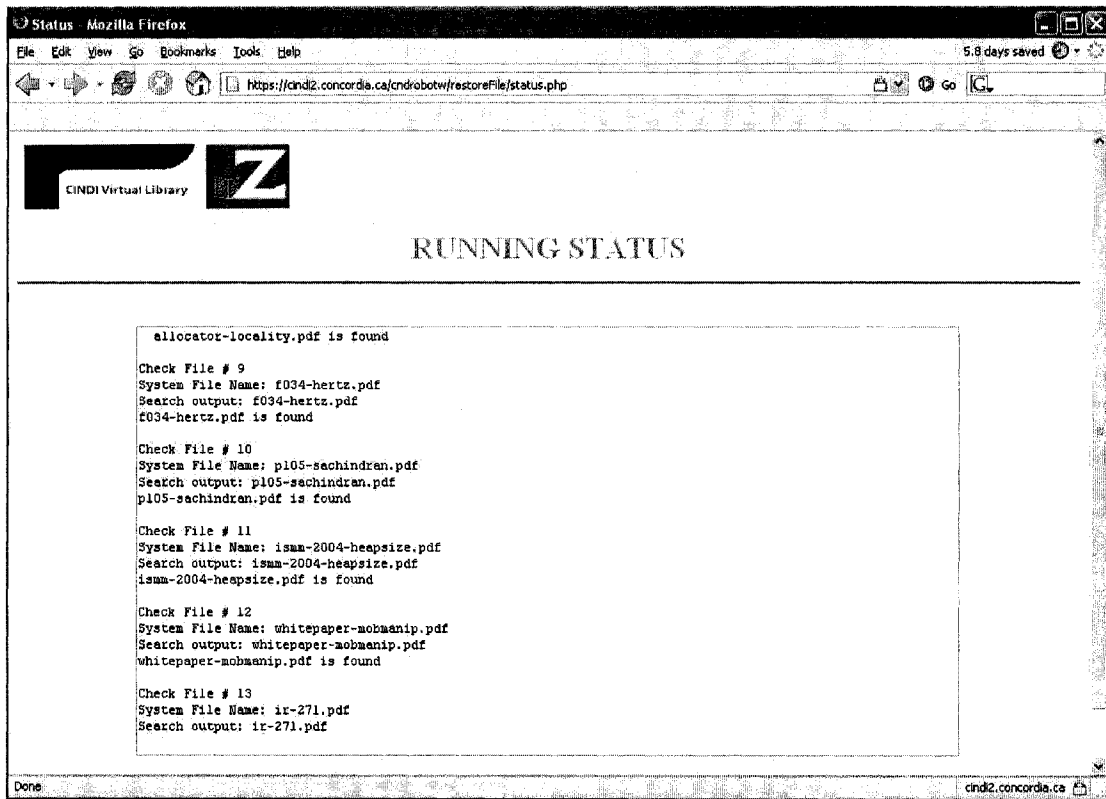 Status - Mozilla Firefox
File Edit View Go Bookmarks Tools Help
5.8 days saved
https://cindi2.concordia.ca/cndrobotw/restoreFile/status.php
Go
G
CINDI Virtual Library
Z
RUNNING STATUS
allocator-locality.pdf is found
Check File # 9
System File Name: f034-hertz.pdf
Search output: f034-hertz.pdf
f034-hertz.pdf is found
Check File # 10
System File Name: p105-sachindran.pdf
Search output: p105-sachindran.pdf
p105-sachindran.pdf is found
Check File # 11
System File Name: ismm-2004-heapsize.pdf
Search output: ismm-2004-heapsize.pdf
ismm-2004-heapsize.pdf is found
Check File # 12
System File Name: whitepaper-mobmanip.pdf
Search output: whitepaper-mobmanip.pdf
whitepaper-mobmanip.pdf is found
Check File # 13
System File Name: ir-271.pdf
Search output: ir-271.pdf
Done
cindi2.concordia.ca